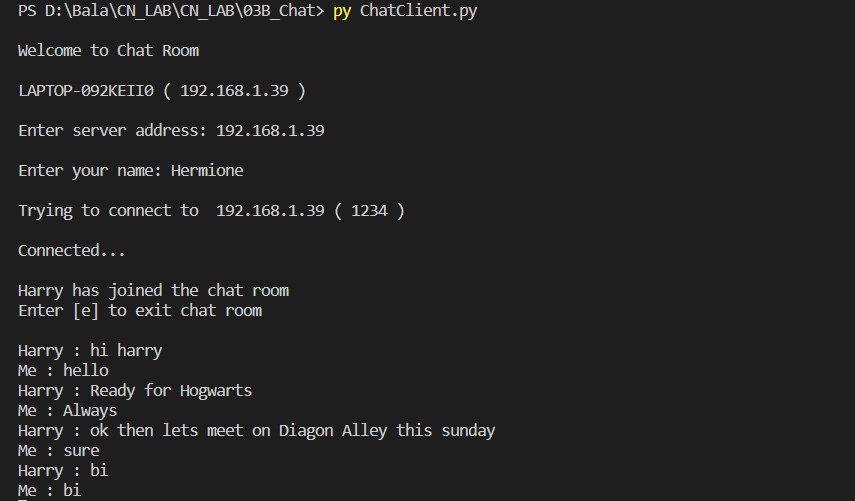 PS D:\Bala\CN_LAB\CN_LAB\03B_Chat> py ChatClient.py
Welcome to Chat Room
LAPTOP-092KEII0 ( 192.168.1.39 )
Enter server address: 192.168.1.39
Enter your name: Hermione
Trying to connect to  192.168.1.39 ( 1234 )
Connected...
Harry has joined the chat room
Enter [e] to exit chat room
Harry : hi harry
Me : hello
Harry : Ready for Hogwarts
Me : Always
Harry : ok then lets meet on Diagon Alley this sunday
Me : sure
Harry : bi
Me : bi